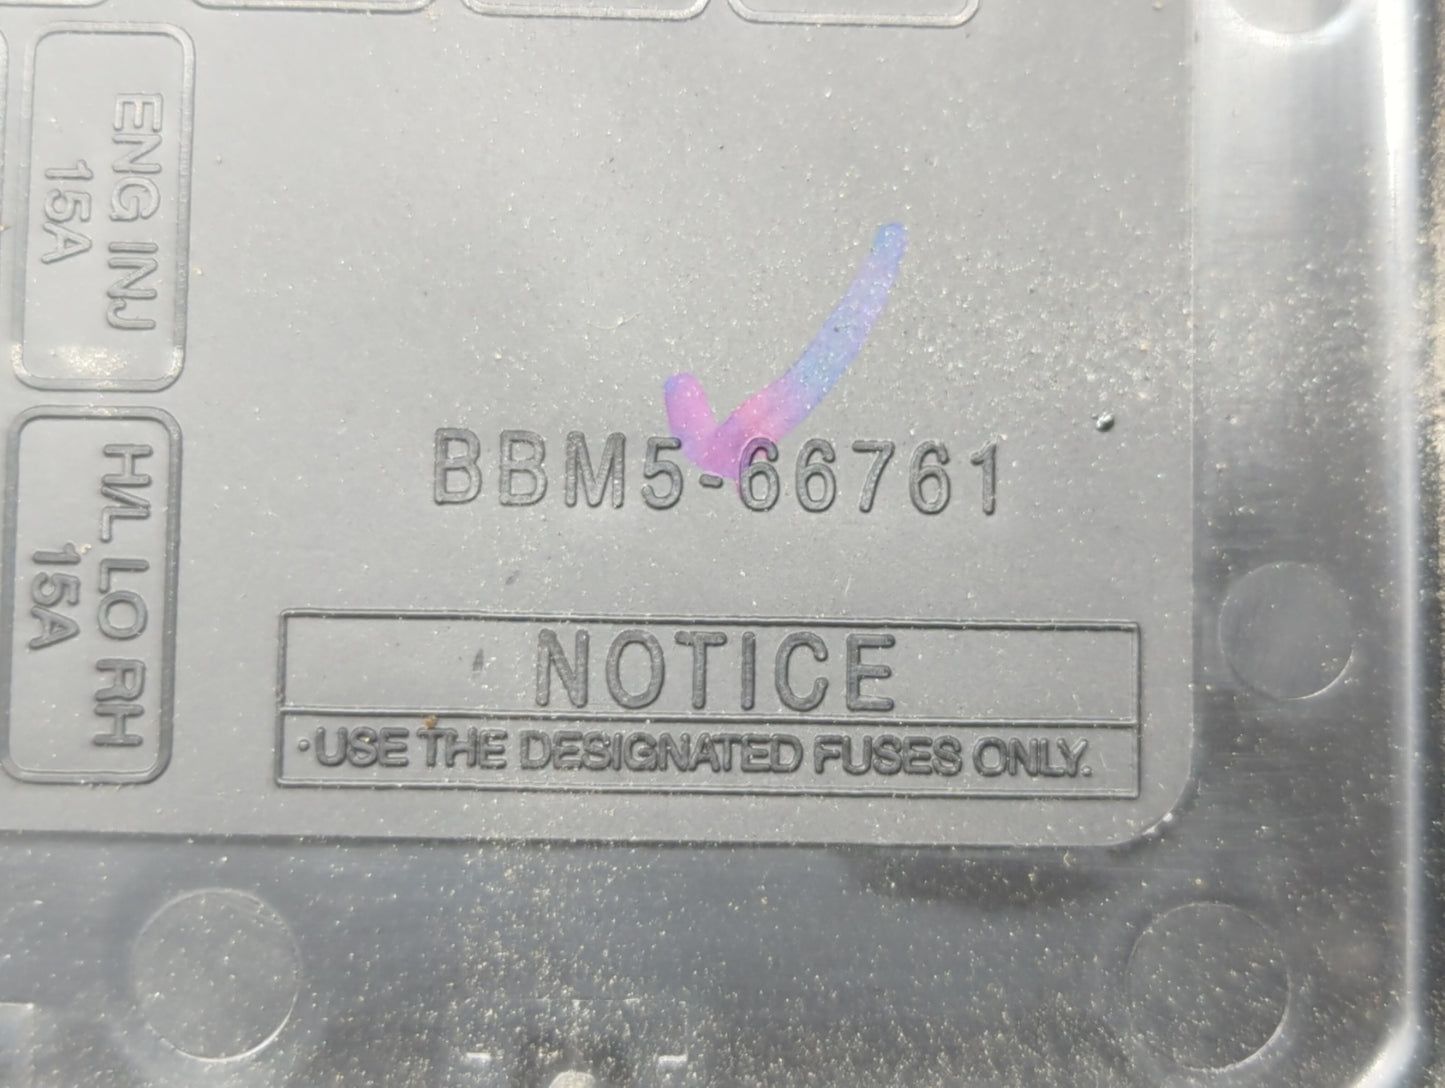 ENG INJ
15A
H/L LO RH
15A
BBM5-66761
NOTICE
·USE THE DESIGNATED FUSES ONLY.